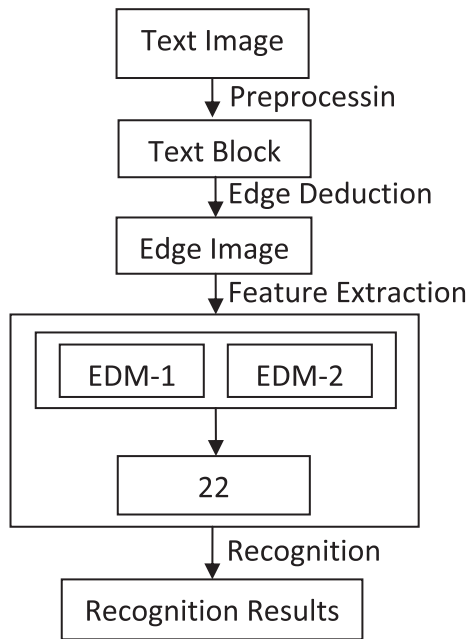 Text Image
Preprocessin
Text Block
Edge Deduction
Edge Image
Feature Extraction
EDM-1 EDM-2
22
Recognition
Recognition Results